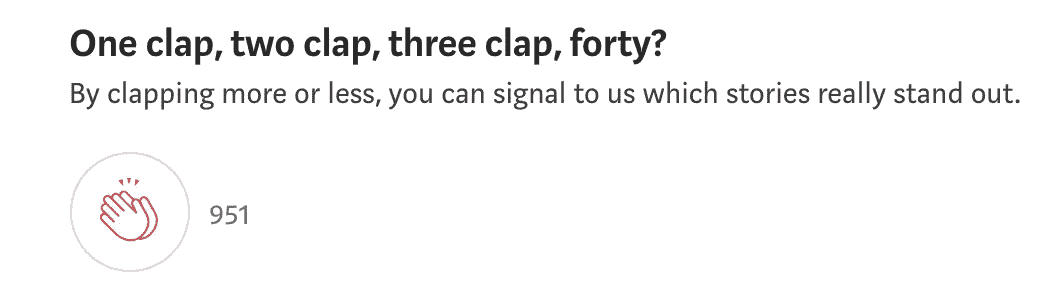 One clap, two clap, three clap, forty?
By clapping more or less, you can signal to us which stories really stand out.
951